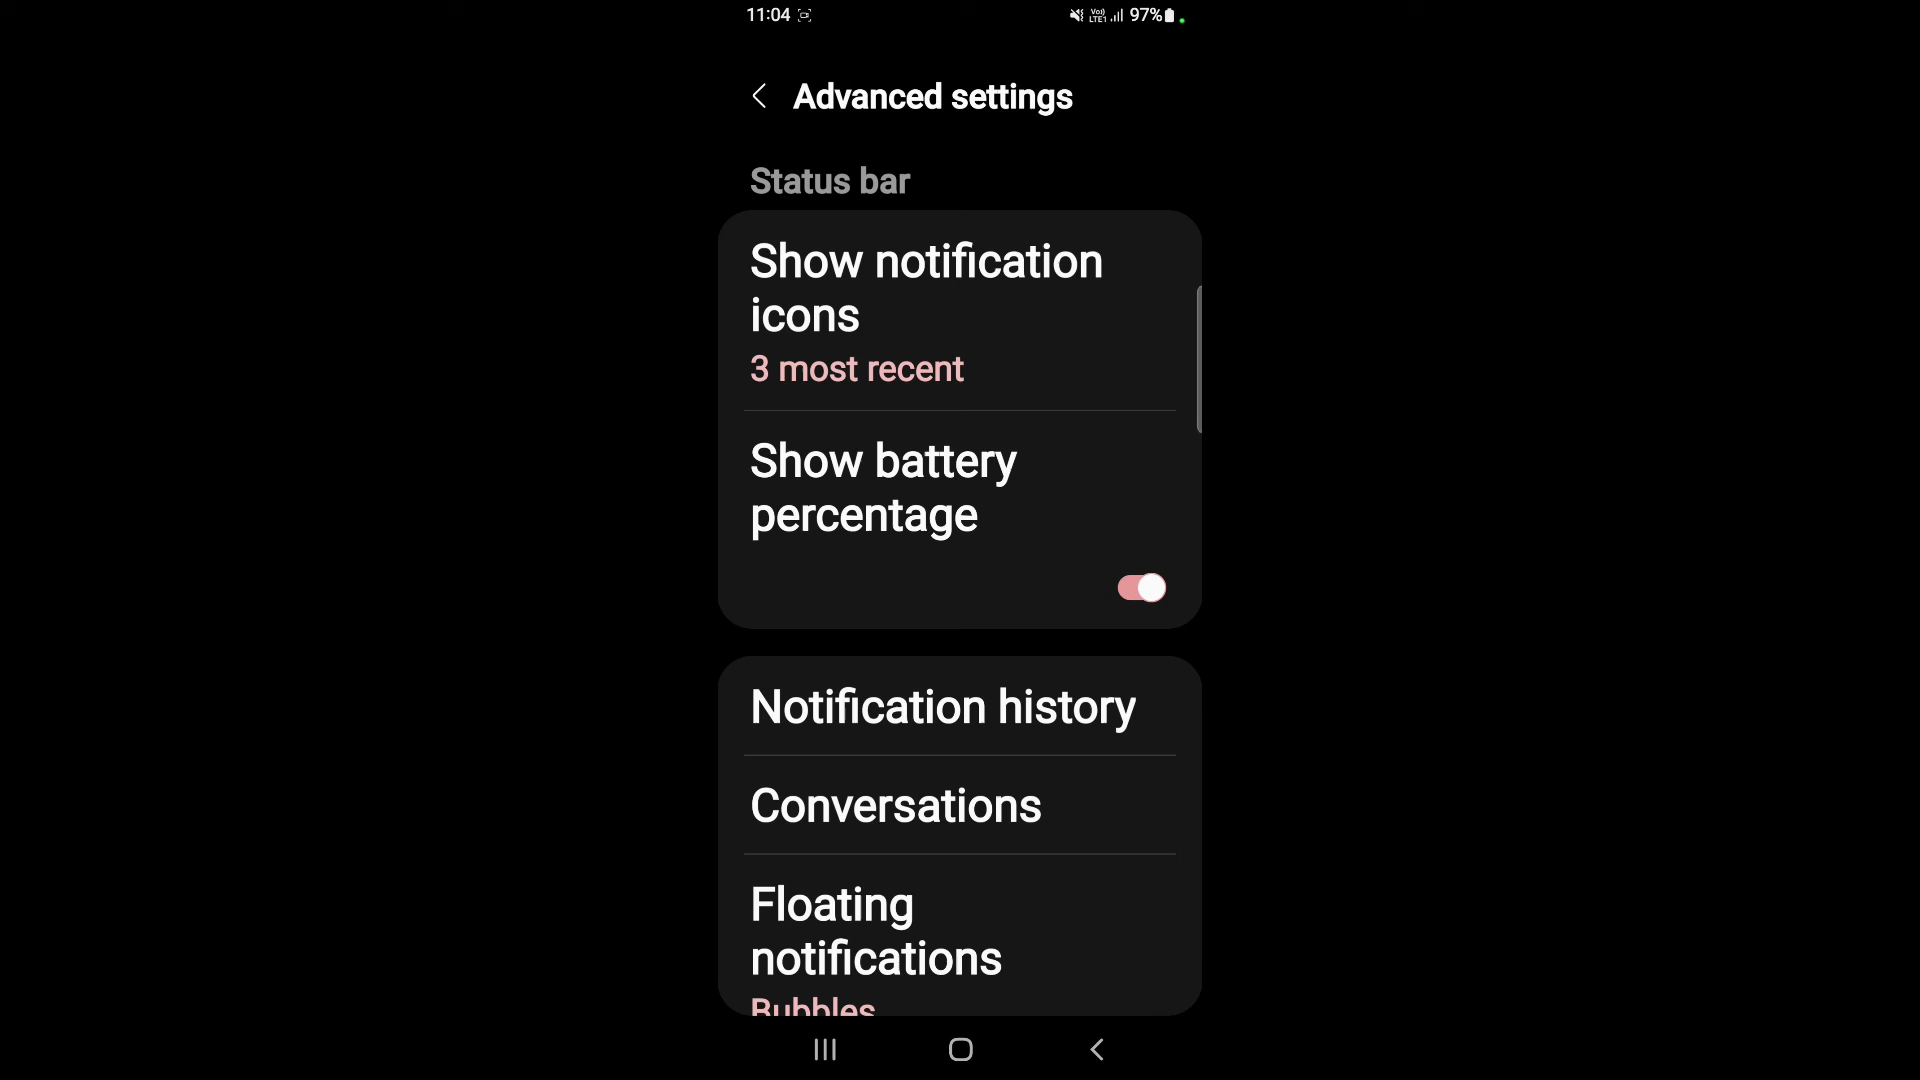 11:04 97%
Advanced settings
Status bar
Show notification
icons
3 most recent
Show battery
percentage
Notification history
Conversations
Floating
notifications
Bubbles